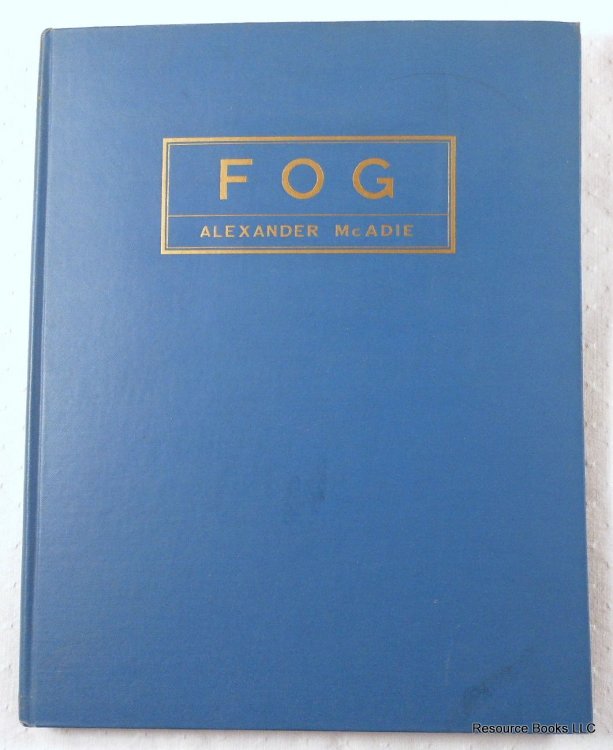 FOG
ALEXANDER McADIE
Resource Books LLC